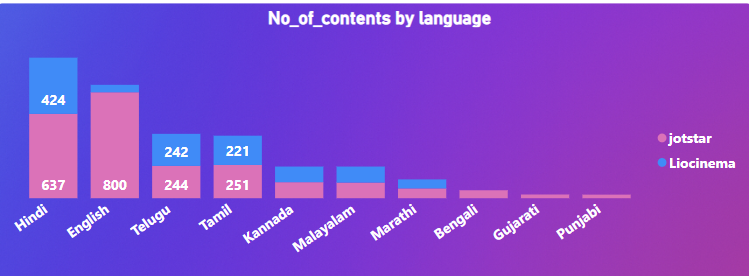 No_of_contents by language
424
637
800
242
244
221
251
jotstar
Liocinema
Hindi
English
Telugu
Tamil
Kannada
Malayalam
Marathi
Bengali
Gujarati
Punjabi